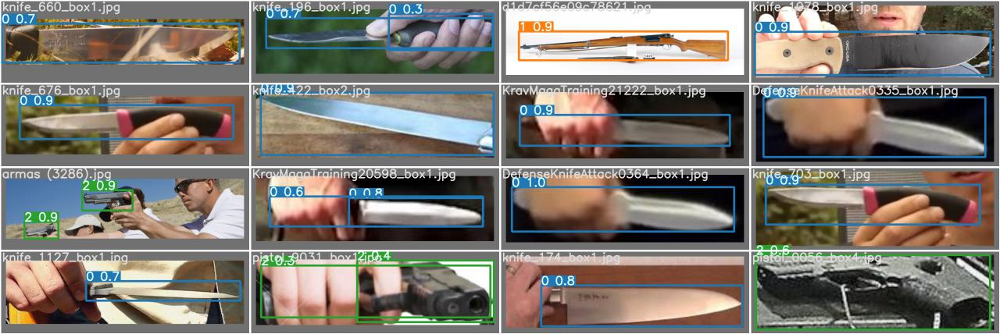 knife_660_box1.jpg
0 0.7
knife_196_box1.jpg
0 0.7
0 0.3
d1d7cf56e09c78621.jpg
1 0.9
knife_1078_box1.jpg
0 0.9
knife_676_box1.jpg
0 0.9
0 0.9
KravMagaTraining21222_box1.jpg
0 0.9
DefenseKnifeAttack0335_box1.jpg
0 0.9
armas (3286).jpg
2 0.9
2 0.9
KravMagaTraining20598_box1.jpg
0 0.6
0 0.8
DefenseKnifeAttack0364_box1.jpg
0 1.0
knife_703_box1.jpg
0 0.9
knife_1127_box1.jpg
0 0.7
pistol_9031_box1.jpg
2 0.3
2 0.4
knife_174_box1.jpg
0 0.8
pistol_0056_box4.jpg
2 0.6